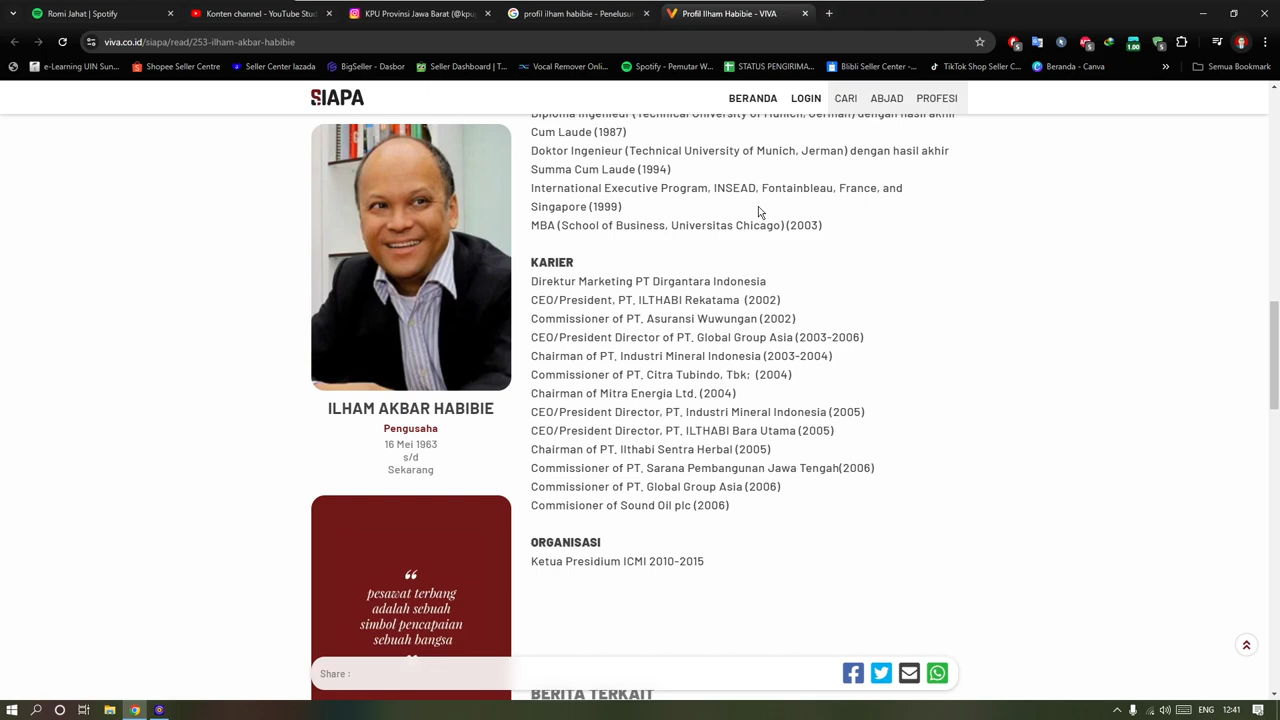 Romi Jahat | Spotify
KPU Provinsi Jawa Barat (@kpu
profil ilham habibie - Penelus
Profil Ilham Habibie - VIVA
viva.co.id/siapa/read/253-ilham-akbar-habibie
e-Learning UIN Sun...
Shopee Seller Centre
Seller Center lazada
BigSeller - Dasbor
Seller Dashboard | T...
Vocal Remover Onli...
Spotify - Pemutar W...
STATUS PENGIRIMA...
Blibli Seller Center -...
TikTok Shop Seller C...
Beranda - Canva
Semua Bookmark
SIAPA
BERANDA
LOGIN
CARI
ABJAD
PROFESI
Diploma Ingenieur (Technical University of Munich, Jerman) dengan hasil akhir
Cum Laude (1987)
Doktor Ingenieur (Technical University of Munich, Jerman) dengan hasil akhir
Summa Cum Laude (1994)
International Executive Program, INSEAD, Fontainbleau, France, and
Singapore (1999)
MBA (School of Business, Universitas Chicago) (2003)
KARIER
Direktur Marketing PT Dirgantara Indonesia
CEO/President, PT. ILTHABI Rekatama (2002)
Commissioner of PT. Asuransi Wuwungan (2002)
CEO/President Director of PT. Global Group Asia (2003-2006)
Chairman of PT. Industri Mineral Indonesia (2003-2004)
Commissioner of PT. Citra Tubindo, Tbk; (2004)
Chairman of Mitra Energia Ltd. (2004)
CEO/President Director, PT. Industri Mineral Indonesia (2005)
CEO/President Director, PT. ILTHABI Bara Utama (2005)
Chairman of PT. Ilthabi Sentra Herbal (2005)
Commissioner of PT. Sarana Pembangunan Jawa Tengah(2006)
Commissioner of PT. Global Group Asia (2006)
Commisioner of Sound Oil plc (2006)
ORGANISASI
Ketua Presidium ICMI 2010-2015
ILHAM AKBAR HABIBIE
Pengusaha
16 Mei 1963
s/d
Sekarang
“
pesawat terbang
adalah sebuah
simbol pencapaian
sebuah bangsa
Share :
BERITA TERKAIT
12:41